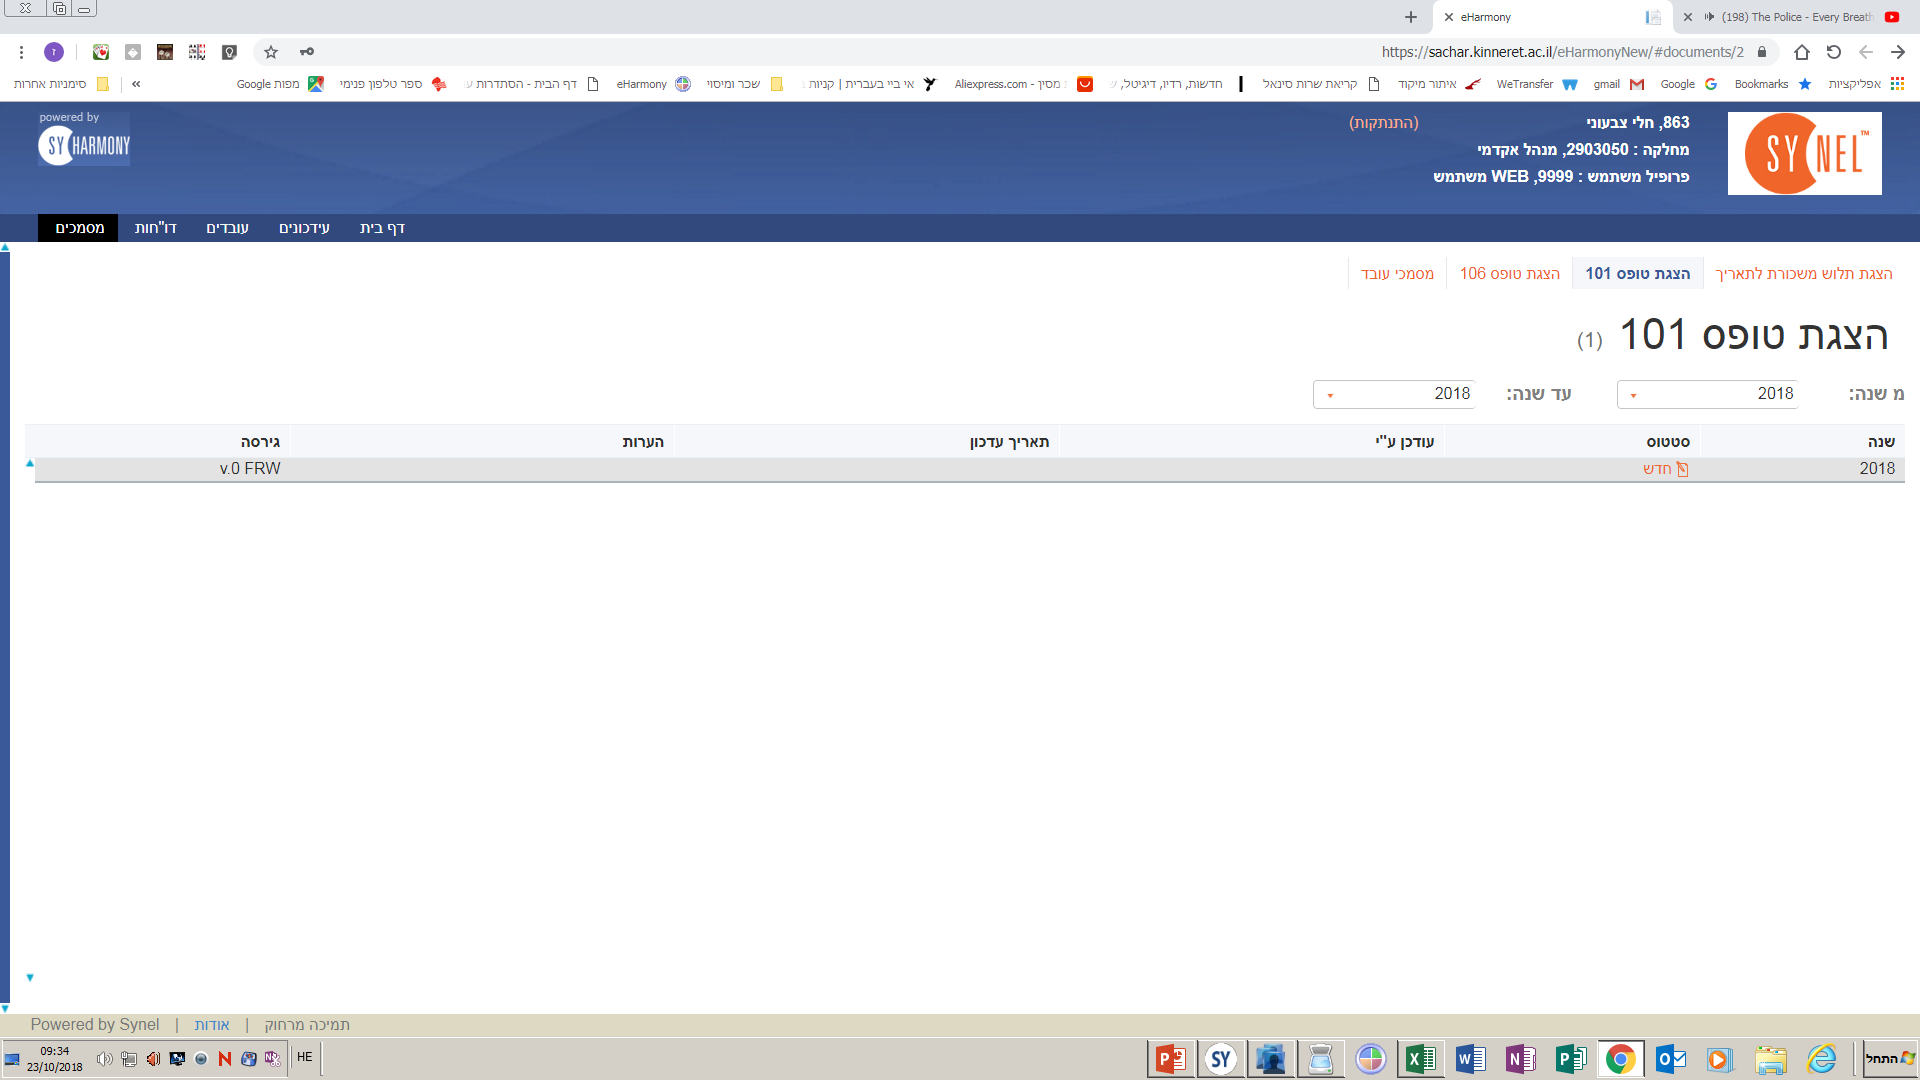 eHarmony
(198) The Police - Every Breath
https://sachar.kinneret.ac.il/eHarmonyNew/#documents/2
אפליקציות
Bookmarks
Google
gmail
WeTransfer
איתור מיקוד
קריאת שרות סינאל
חדשות, רדיו, דיגיטל,
Aliexpress.com - מסין
אי ביי בעברית | קניות
שכר ומיסוי
eHarmony
דף הבית - הסתדרות
ספר טלפון פנימי
מפות Google
»
סימניות אחרות
SYNEL™
863, חלי צבעוני
(התנתקות)
מחלקה : 2903050, מנהל אקדמי
פרופיל משתמש : 9999, WEB משתמש
powered by
SY HARMONY
דף בית
עידכונים
עובדים
דו"חות
מסמכים
הצגת תלוש משכורת לתאריך
הצגת טופס 101
הצגת טופס 106
מסמכי עובד
הצגת טופס 101 (1)
מ שנה: 2018 עד שנה: 2018
שנה סטטוס עודכן ע"י תאריך עדכון הערות גירסה
2018 חדש v.0 FRW
Powered by Synel | אודות | תמיכה מרחוק
התחל
SY
HE
09:34
23/10/2018